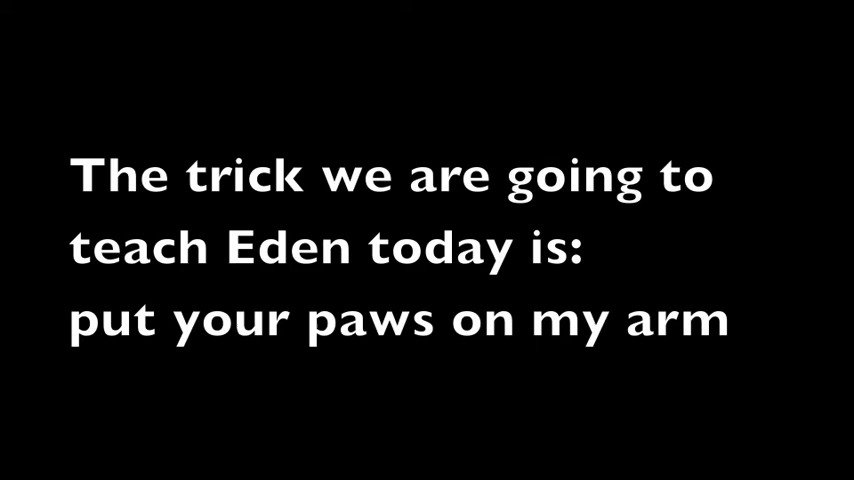 The trick we are going to
teach Eden today is:
put your paws on my arm